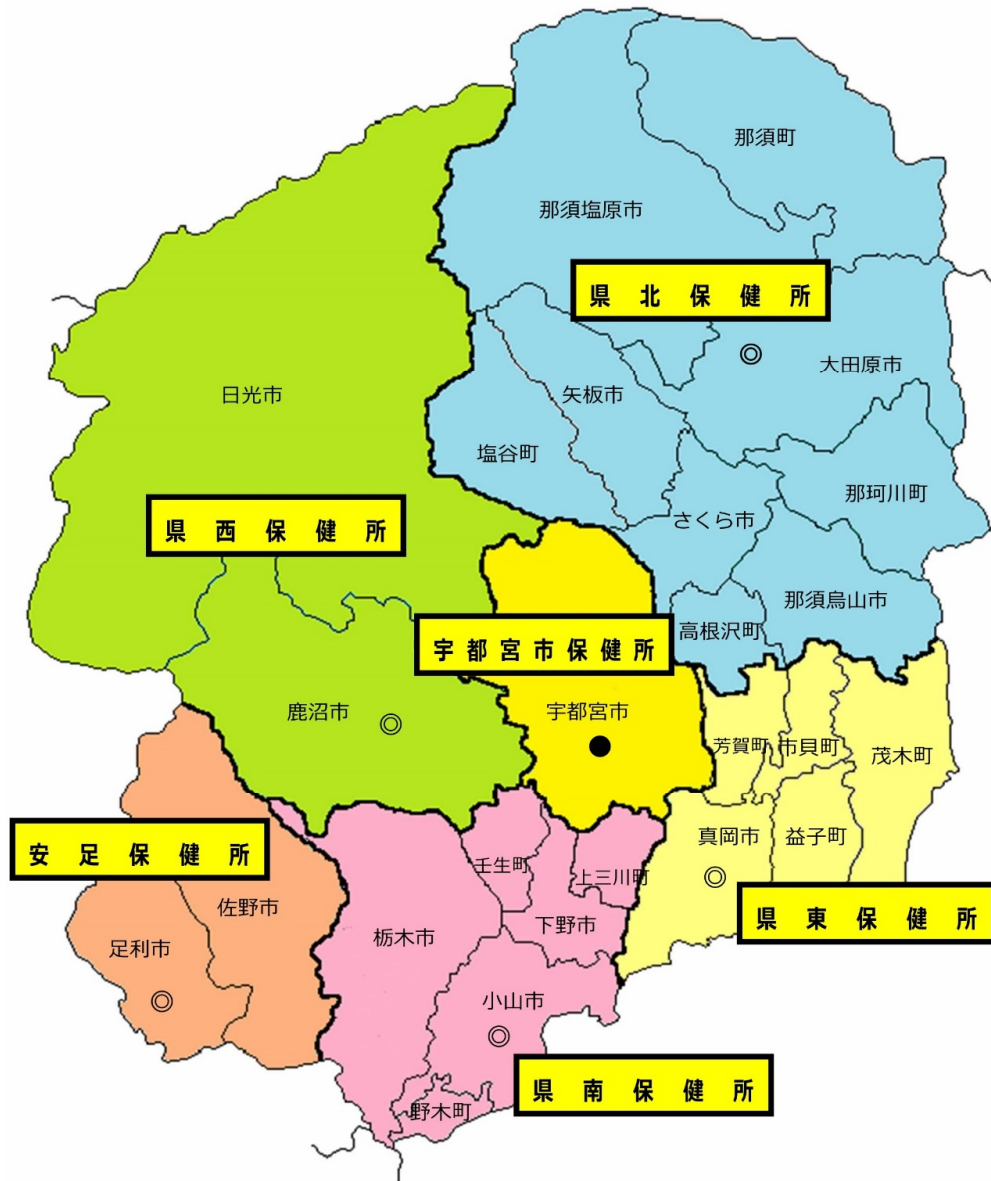 那須町
那須塩原市
県北保健所
大田原市
日光市
矢板市
塩谷町
那珂川町
さくら市
県西保健所
那須烏山市
高根沢町
宇都宮市保健所
鹿沼市
宇都宮市
芳賀町
市貝町
茂木町
真岡市
益子町
安足保健所
壬生町
上三川町
佐野市
県東保健所
下野市
栃木市
足利市
小山市
県南保健所
野木町